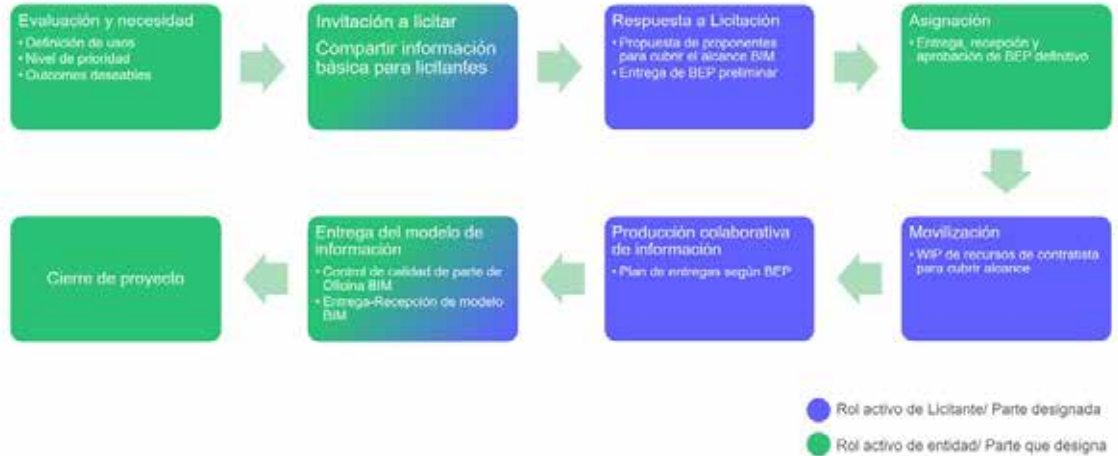 Evaluación y necesidad
• Definición de usos
• Nivel de prioridad
• Outcomes deseables
Invitación a licitar
Compartir información
básica para licitantes
Respuesta a Licitación
• Propuesta de proponentes
para cubrir el alcance BIM
• Entrega de BEP preliminar
Asignación
• Entrega, recepción y
aprobación de BEP definitivo
Movilización
• WIP de recursos de contratista
para cubrir alcance
Producción colaborativa
de información
• Plan de entregas según BEP
Entrega del modelo de
información
• Control de calidad de parte de
Oficina BIM
• Entrega-Recepción de modelo
BIM
Cierre de proyecto
Rol activo de Licitante/ Parte designada
Rol activo de entidad/ Parte que designa